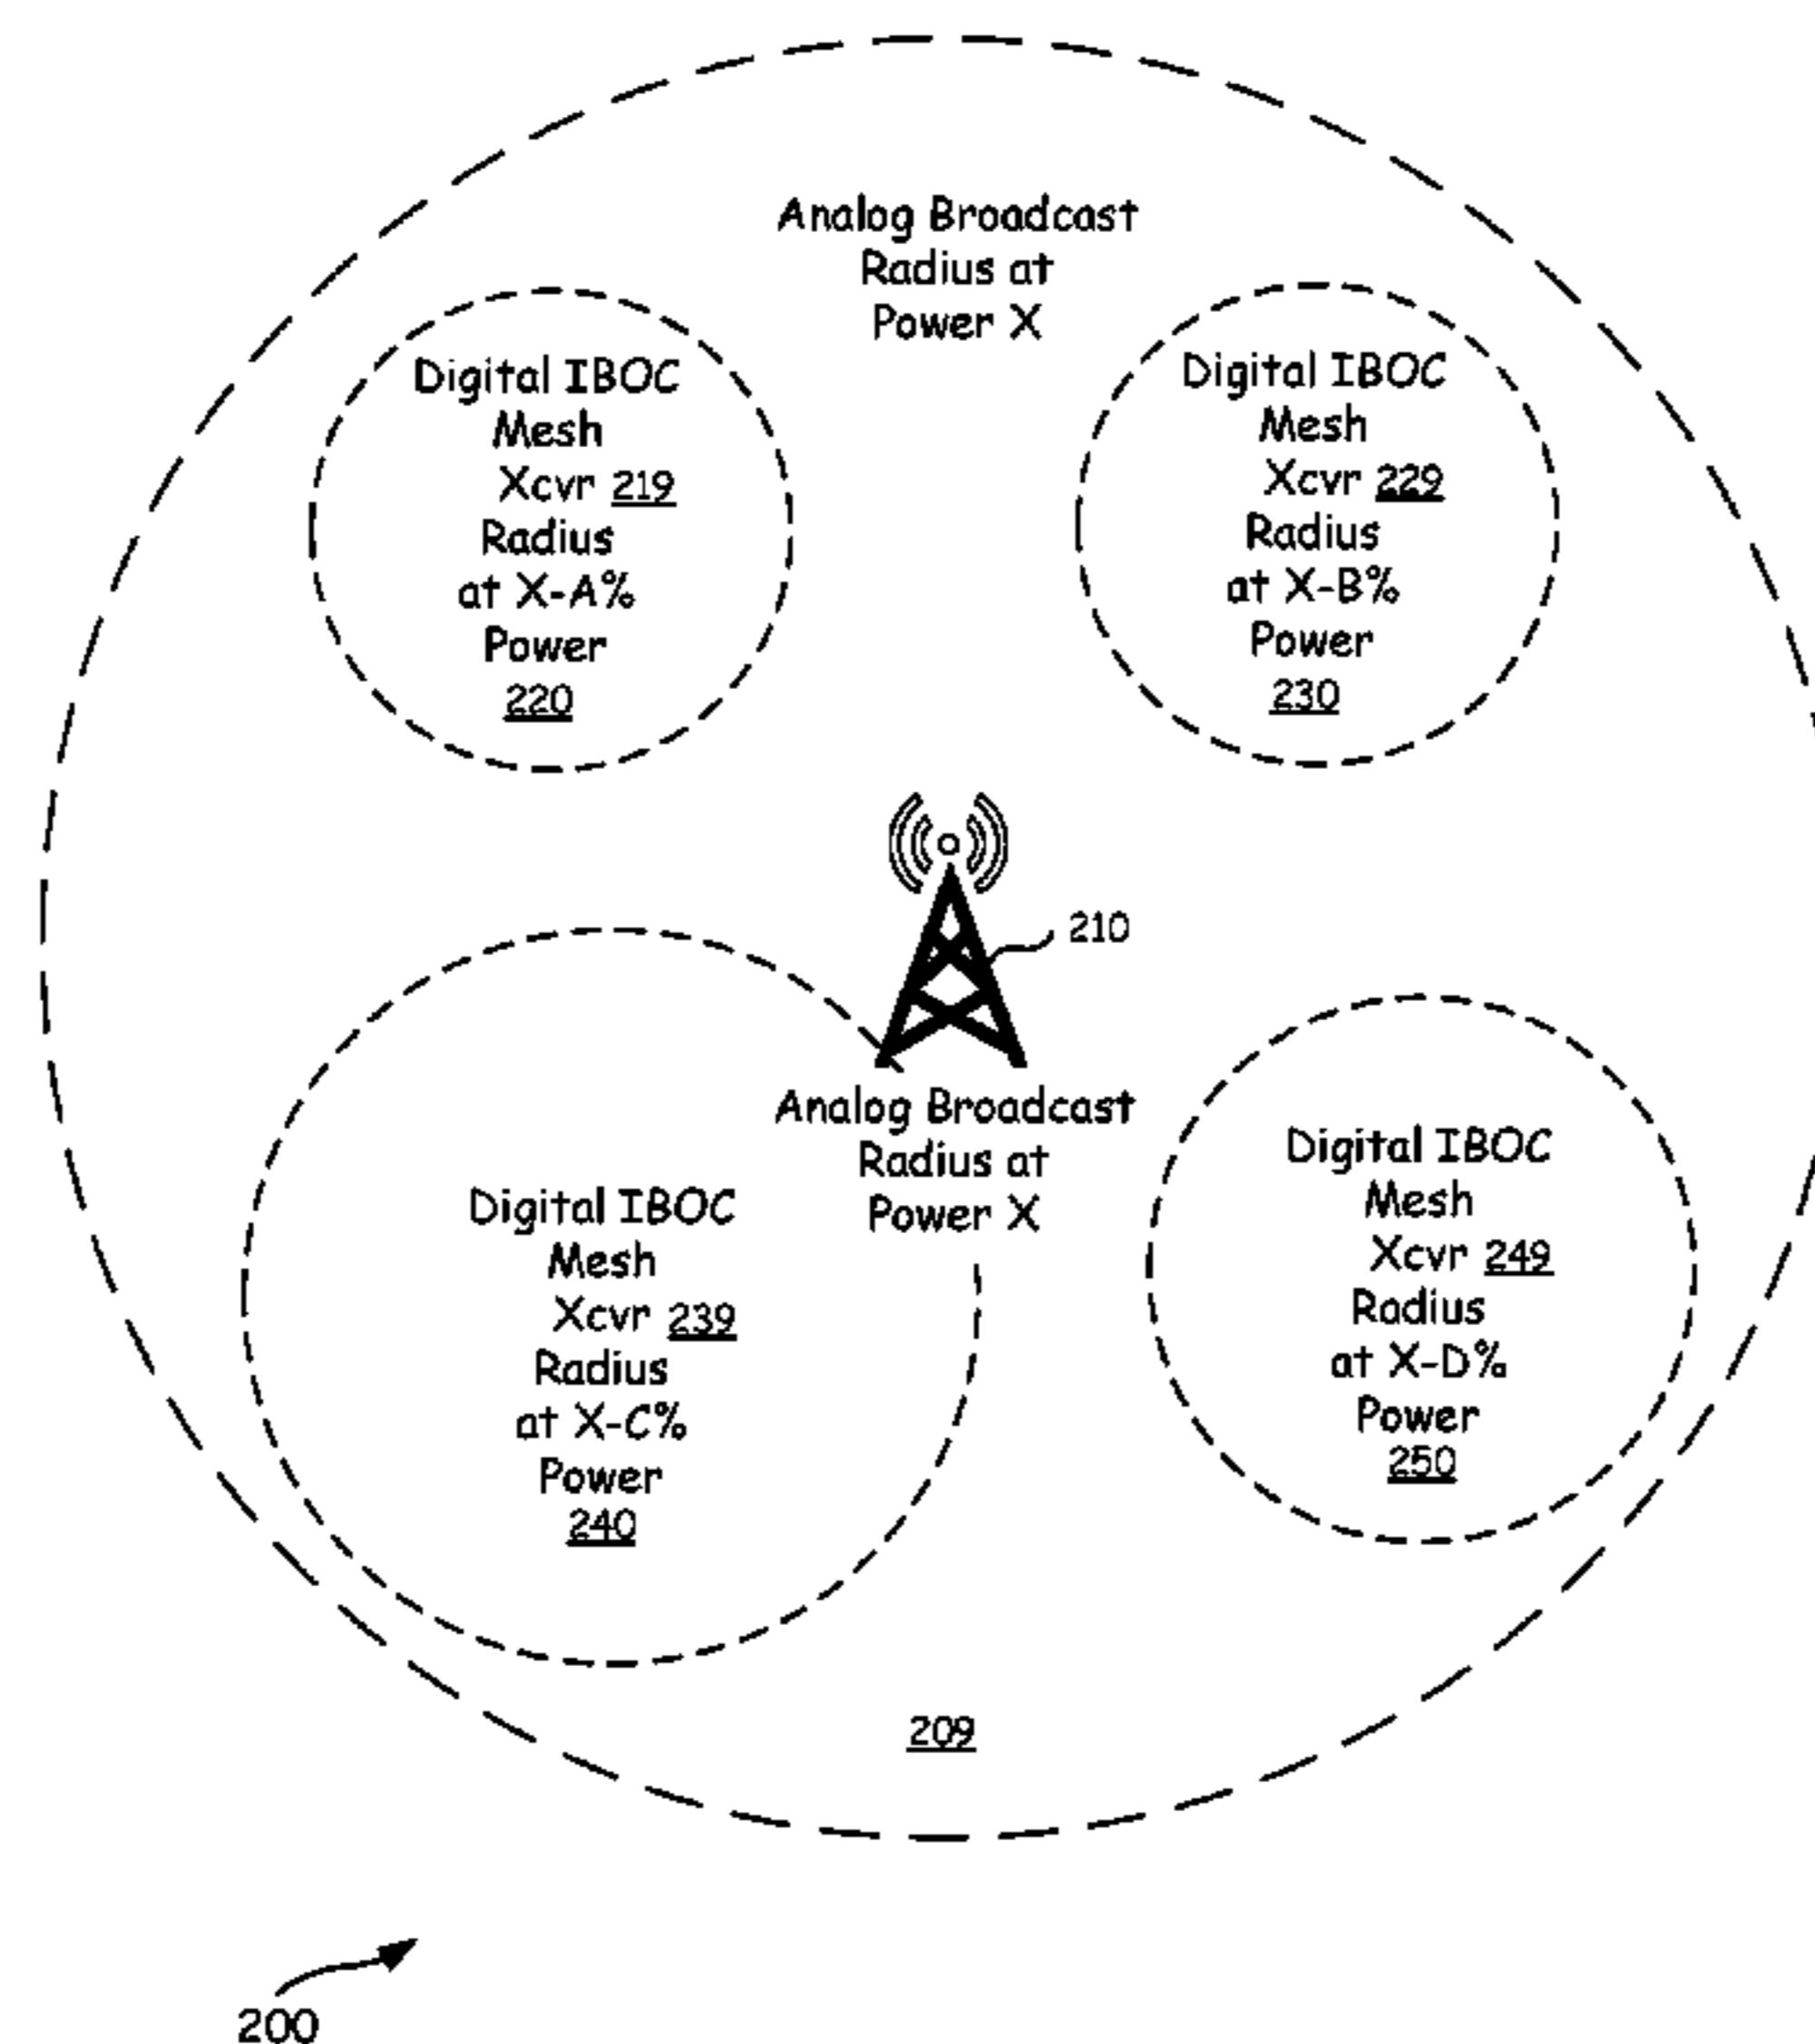 Analog Broadcast
Radius at
Power X
Digital IBOC
Mesh
Xcvr 219
Radius
at X-A%
Power
220
Digital IBOC
Mesh
Xcvr 229
Radius
at X-B%
Power
230
210
Analog Broadcast
Radius at
Power X
Digital IBOC
Mesh
Xcvr 239
Radius
at X-C%
Power
240
Digital IBOC
Mesh
Xcvr 249
Radius
at X-D%
Power
250
209
200